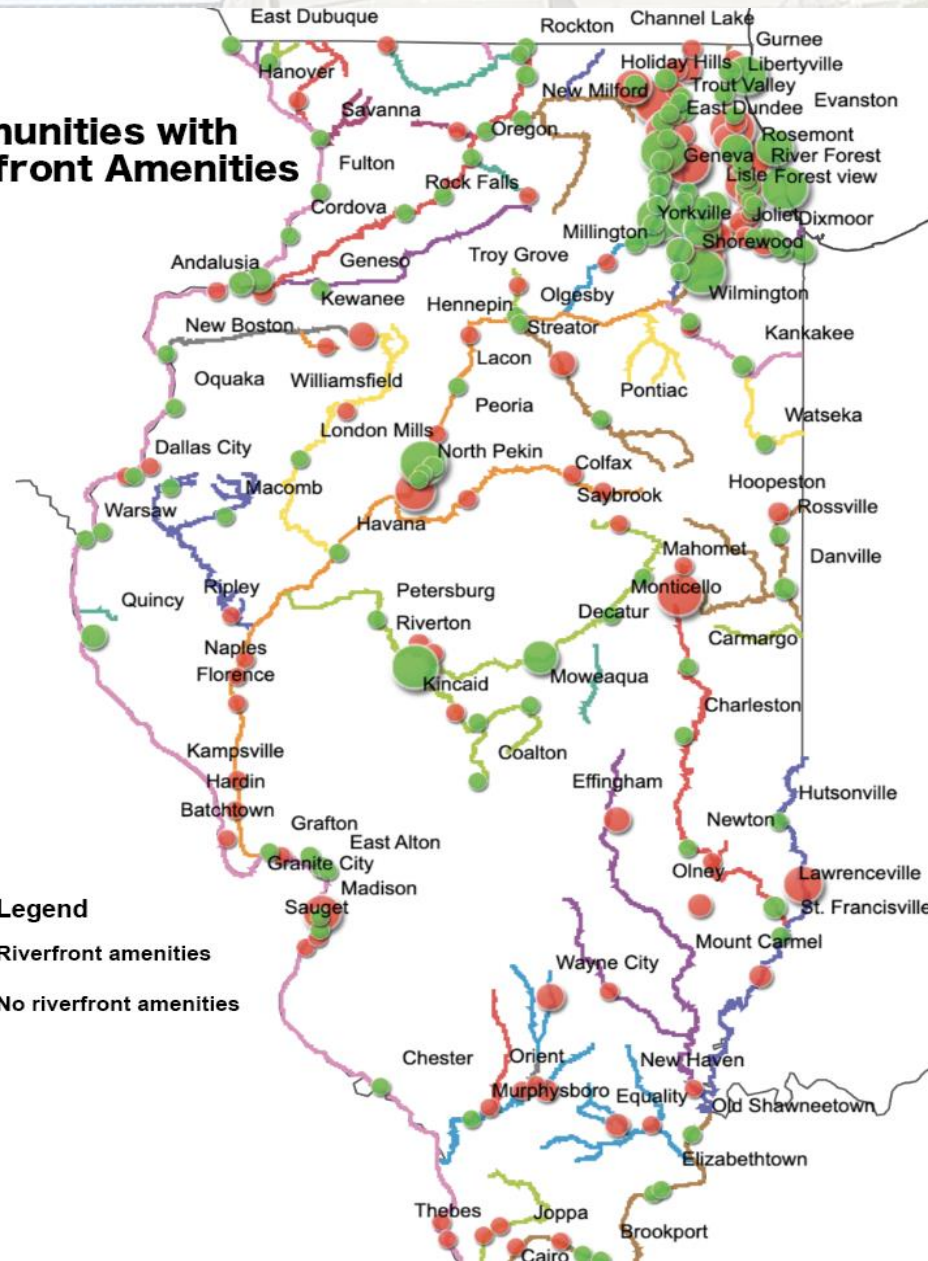 East Dubuque
Rockton
Channel Lake
Gurnee
Hanover
Holiday Hills
Libertyville
New Milford
Trout Valley
Savanna
East Dundee
Evanston
munities with
Oregon
Rosemont
front Amenities
Fulton
Geneva
River Forest
Rock Falls
Lisle
Forest view
Cordova
Yorkville
Joliet
Dixmoor
Millington
Shorewood
Andalusia
Geneso
Troy Grove
Kewanee
Hennepin
Olgesby
Wilmington
New Boston
Streator
Kankakee
Lacon
Oquaka
Williamsfield
Pontiac
Peoria
Watseka
London Mills
Dallas City
North Pekin
Colfax
Macomb
Saybrook
Hoopeston
Warsaw
Havana
Rossville
Mahomet
Danville
Ripley
Petersburg
Monticello
Quincy
Decatur
Riverton
Camargo
Naples
Florence
Kincaid
Moweaqua
Charleston
Kampsville
Coalton
Hardin
Effingham
Hutsonville
Batchtown
Grafton
Newton
East Alton
Granite City
Olney
Lawrenceville
Madison
Legend
Sauget
St. Francisville
Riverfront amenities
Mount Carmel
Wayne City
No riverfront amenities
Chester
Orient
New Haven
Murphysboro
Equality
Old Shawneetown
Elizabethtown
Thebes
Joppa
Brookport
Cairo